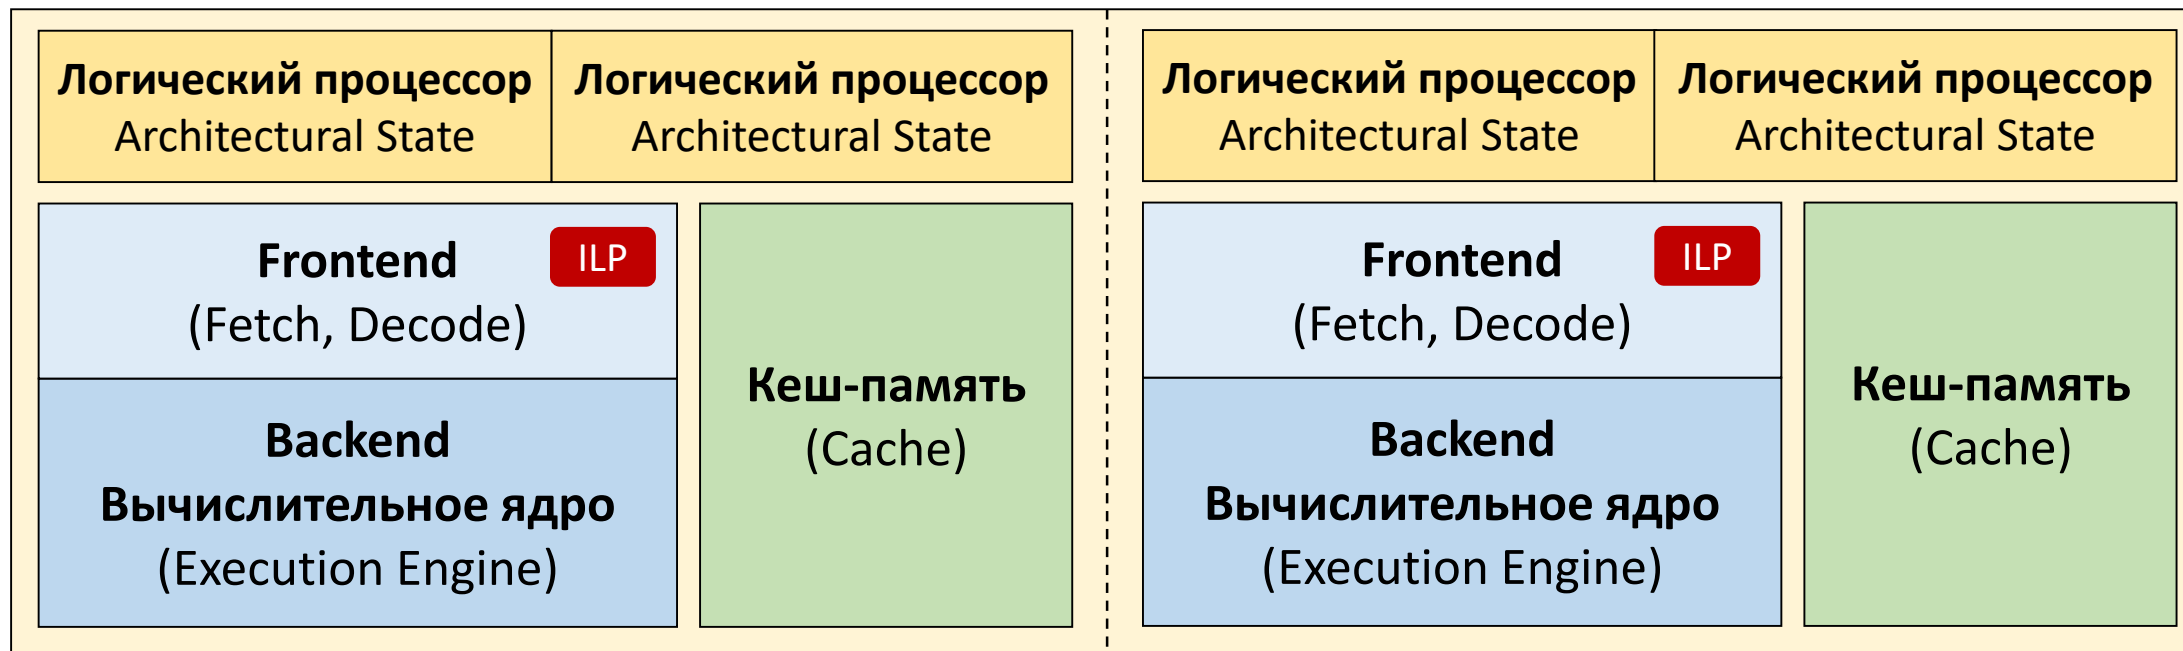 Логический процессор
Architectural State
Логический процессор
Architectural State
Frontend
(Fetch, Decode)
ILP
Backend
Вычислительное ядро
(Execution Engine)
Кеш-память
(Cache)
Логический процессор
Architectural State
Логический процессор
Architectural State
Frontend
(Fetch, Decode)
ILP
Backend
Вычислительное ядро
(Execution Engine)
Кеш-память
(Cache)